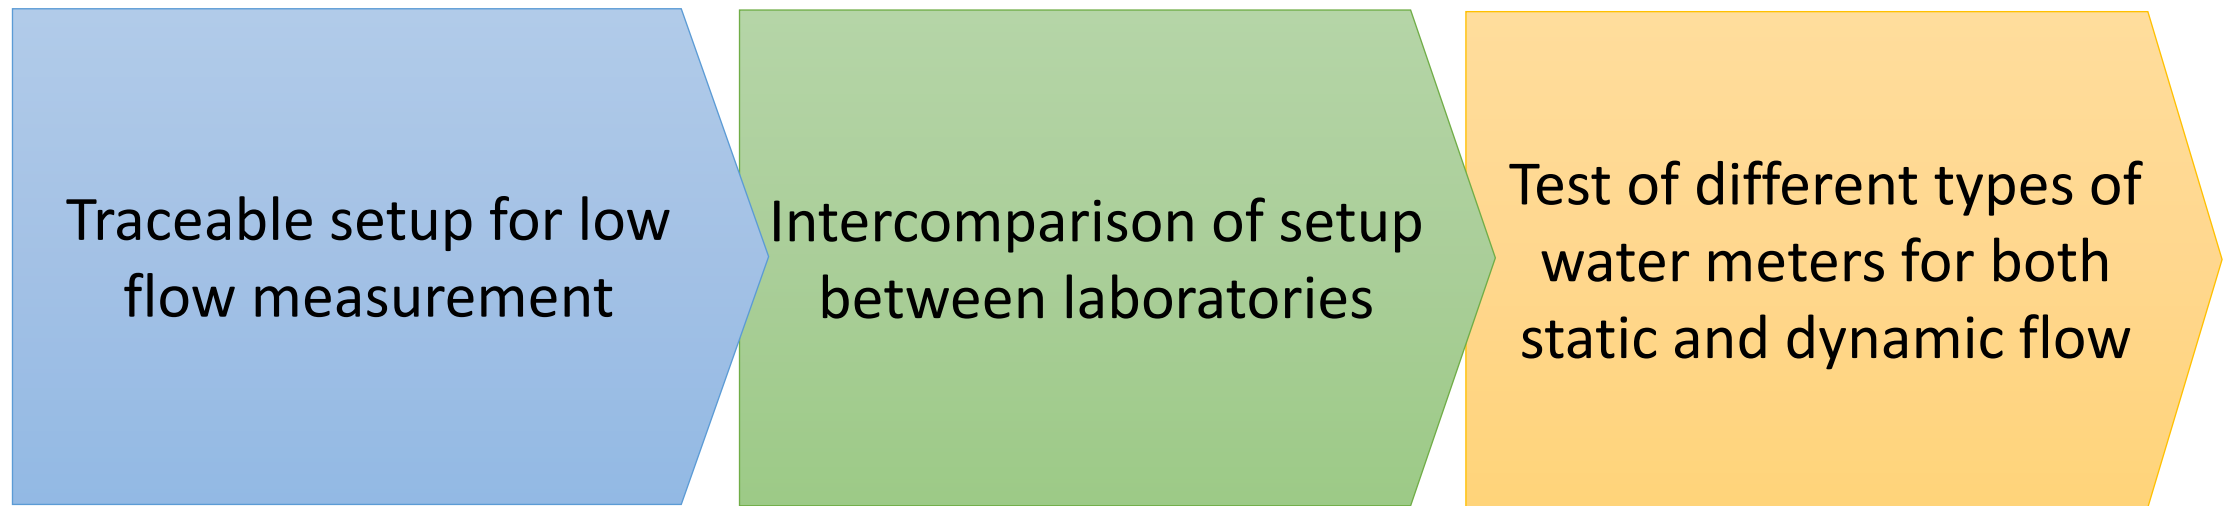 Traceable setup for low
flow measurement
Intercomparison of setup
between laboratories
Test of different types of
water meters for both
static and dynamic flow